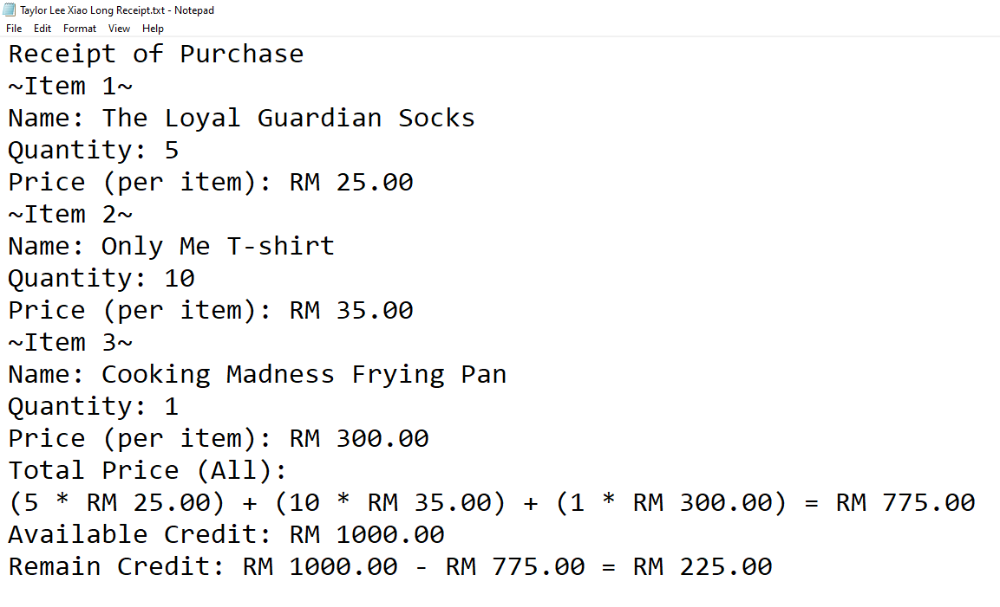 Taylor Lee Xiao Long Receipt.txt - Notepad
File Edit Format View Help
Receipt of Purchase
~Item 1~
Name: The Loyal Guardian Socks
Quantity: 5
Price (per item): RM 25.00
~Item 2~
Name: Only Me T-shirt
Quantity: 10
Price (per item): RM 35.00
~Item 3~
Name: Cooking Madness Frying Pan
Quantity: 1
Price (per item): RM 300.00
Total Price (All):
(5 * RM 25.00) + (10 * RM 35.00) + (1 * RM 300.00) = RM 775.00
Available Credit: RM 1000.00
Remain Credit: RM 1000.00 - RM 775.00 = RM 225.00